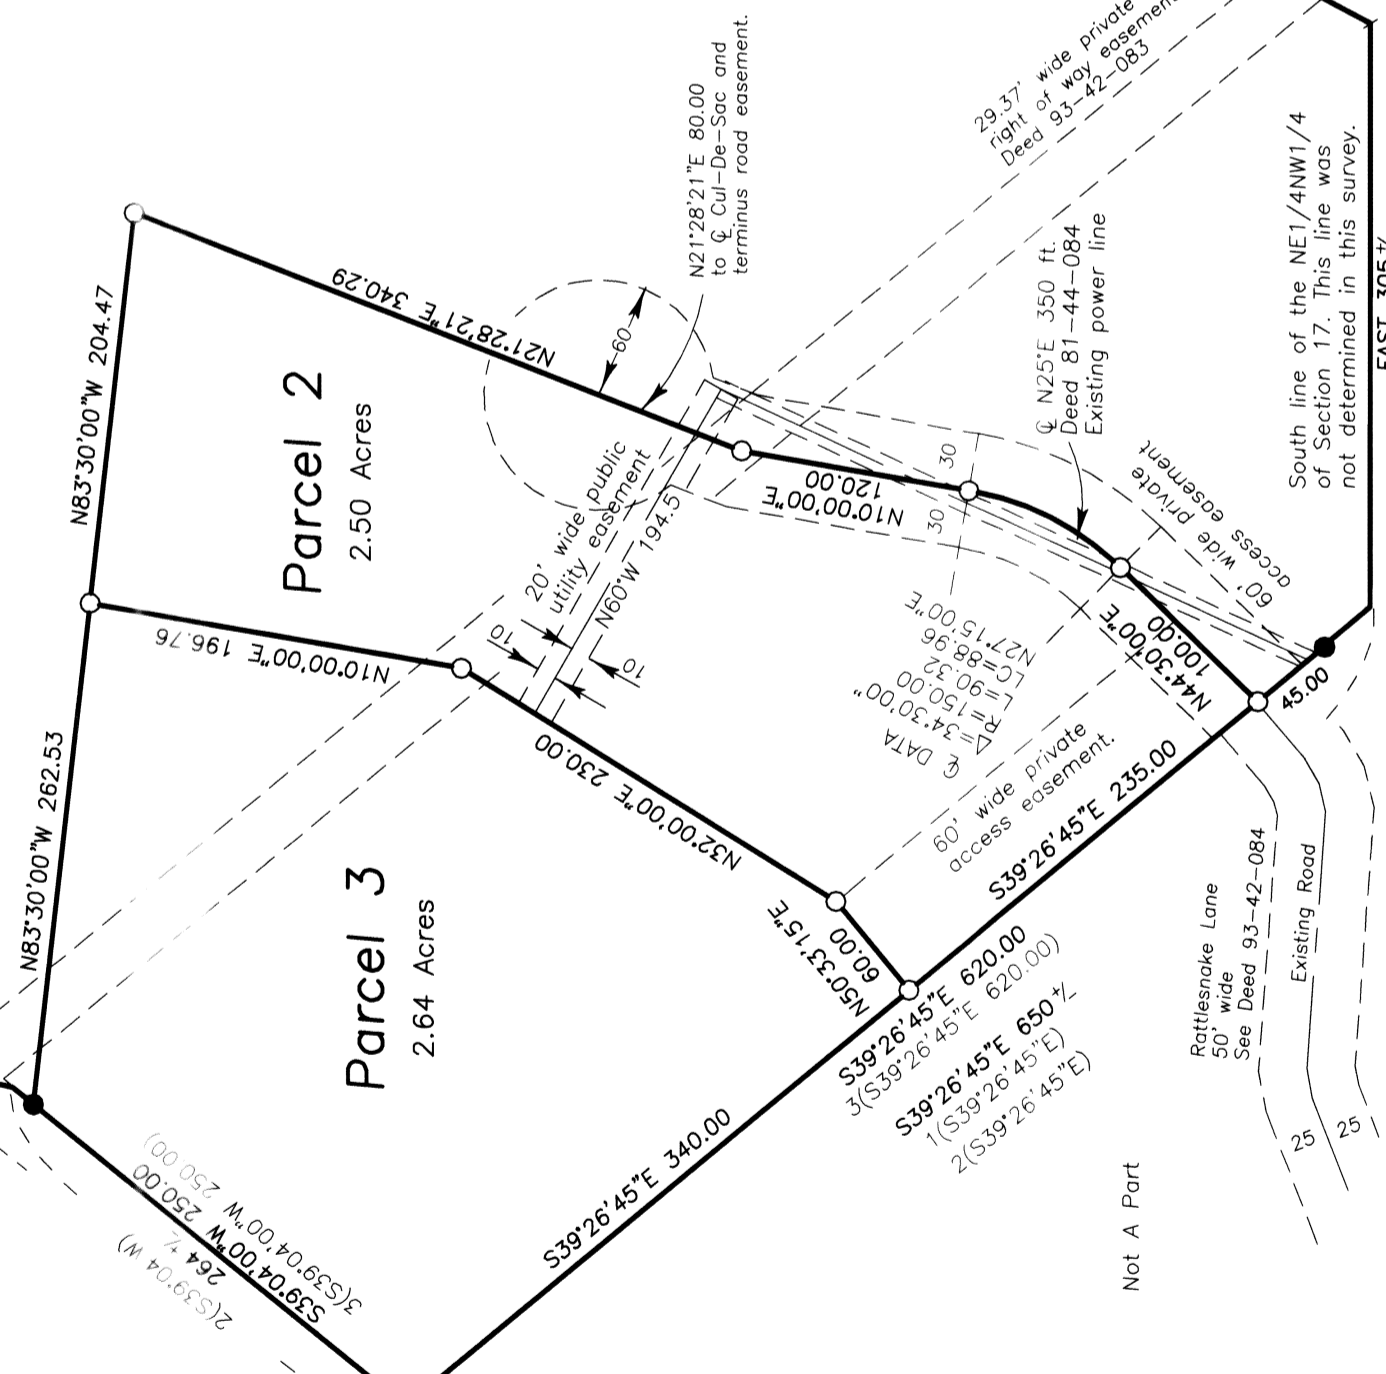 N83°30'00"W 204.47
N83°30'00"W 262.53
Parcel 2
2.50 Acres
N21°28'21"E 340.29
60
N21°28'21"E 80.00
to ℄ Cul-De-Sac and
terminus road easement.
29.37' wide private
right of way easement
Deed 93-42-083
N10°00'00"E 196.76
20' wide public
utility easement
N60°W 194.5
10
10
N10°00'00"E
120.00
30
30
℄ N25°E 350 ft.
Deed 81-44-084
Existing power line
60' wide private
access easement
South line of the NE1/4NW1/4
of Section 17. This line was
not determined in this survey.
EAST 305 +/
Parcel 3
2.64 Acres
N32°00'00"E 230.00
℄ DATA
Δ=34°30'00"
R=150.00
L=90.32
LC=88.96
N27°15'00"E
N44°30'00"E
100.00
45.00
60' wide private
access easement.
S39°26'45"E 235.00
N50°33'15"E
60.00
S39°26'45"E 620.00
3(S39°26'45"E 620.00)
S39°26'45"E 650 +/-
1(S39°26'45"E)
2(S39°26'45"E)
S39°26'45"E 340.00
3(S39°04'00"W 250.00)
S39°04'00"W 250.00
264 +/-
2(S39°04 W)
Rattlesnake Lane
50' wide
See Deed 93-42-084
Existing Road
25
25
Not A Part